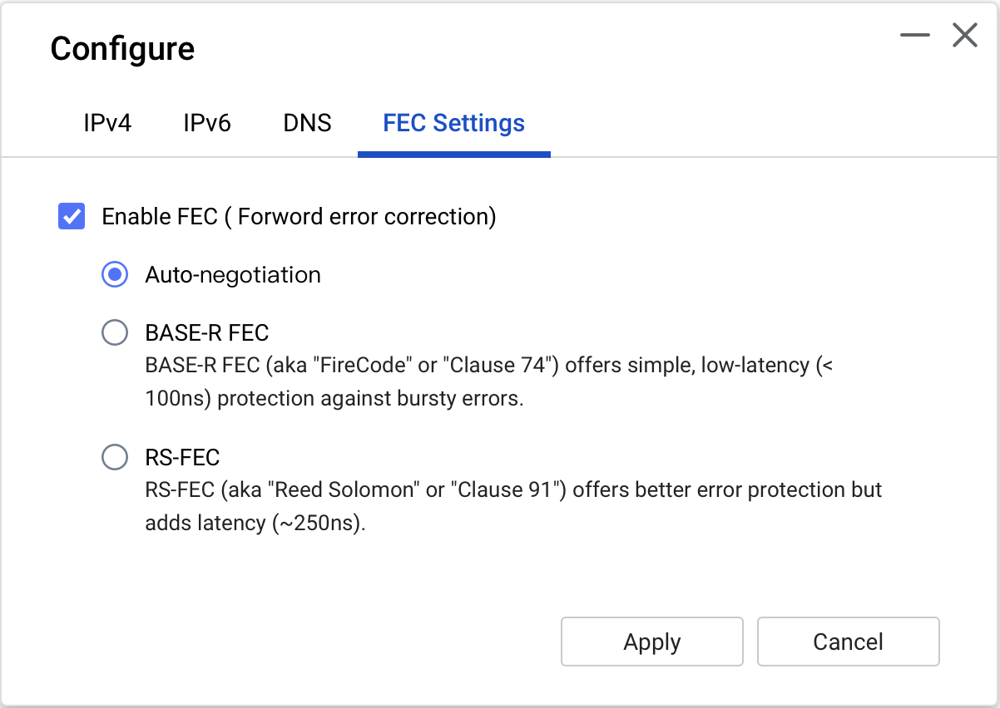 Configure
IPv4 IPv6 DNS FEC Settings
Enable FEC ( Forword error correction)
Auto-negotiation
BASE-R FEC
BASE-R FEC (aka "FireCode" or "Clause 74") offers simple, low-latency (<
100ns) protection against bursty errors.
RS-FEC
RS-FEC (aka "Reed Solomon" or "Clause 91") offers better error protection but
adds latency (~250ns).
Apply Cancel